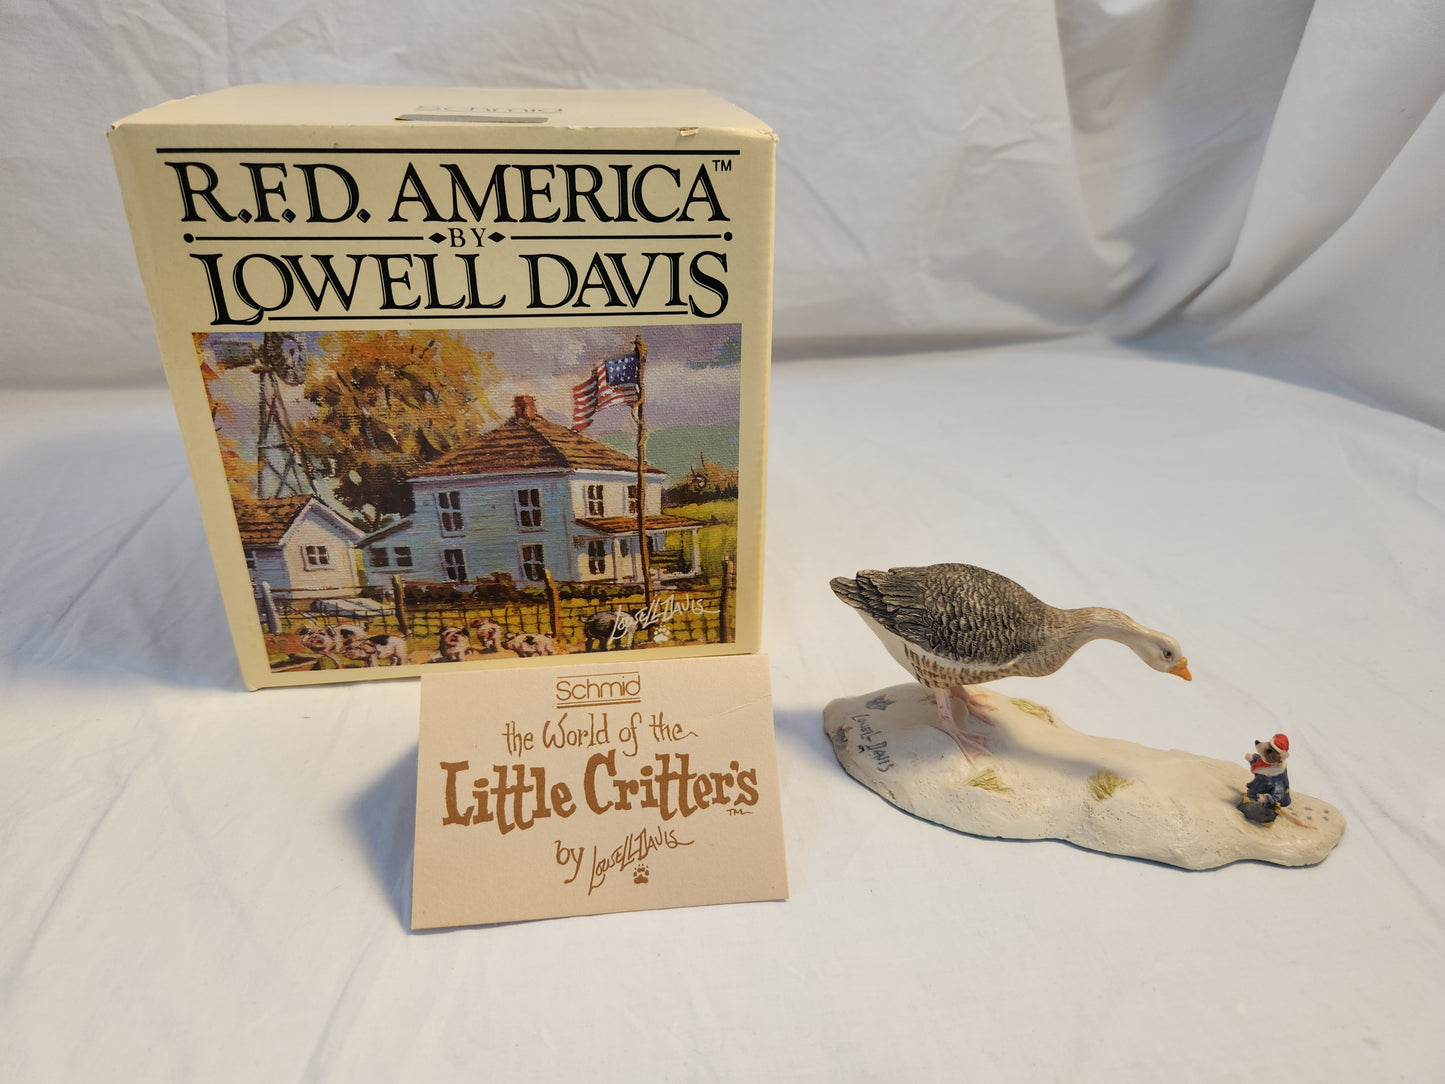 Schmid
R.F.D. AMERICA™
BY
LOWELL DAVIS
LOWELL DAVIS
Schmid
the World of the
Little Critter's™
by LOWELL DAVIS
LOWELL DAVIS